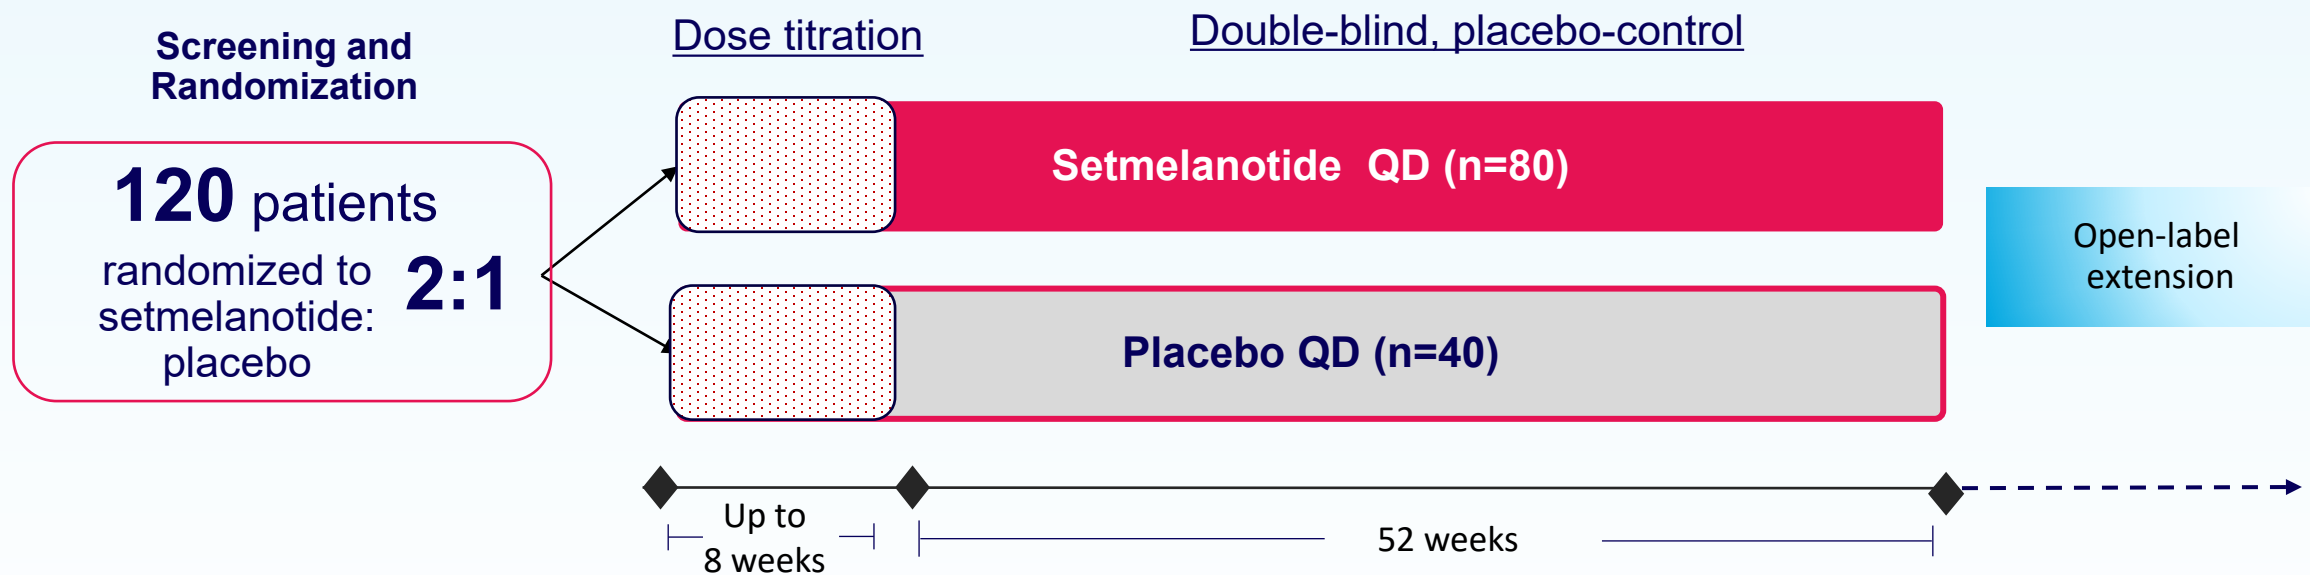 Screening and
Randomization
120 patients
randomized to
setmelanotide:
placebo
2:1
Dose titration
Double-blind, placebo-control
Setmelanotide QD (n=80)
Placebo QD (n=40)
Open-label
extension
Up to
8 weeks
52 weeks